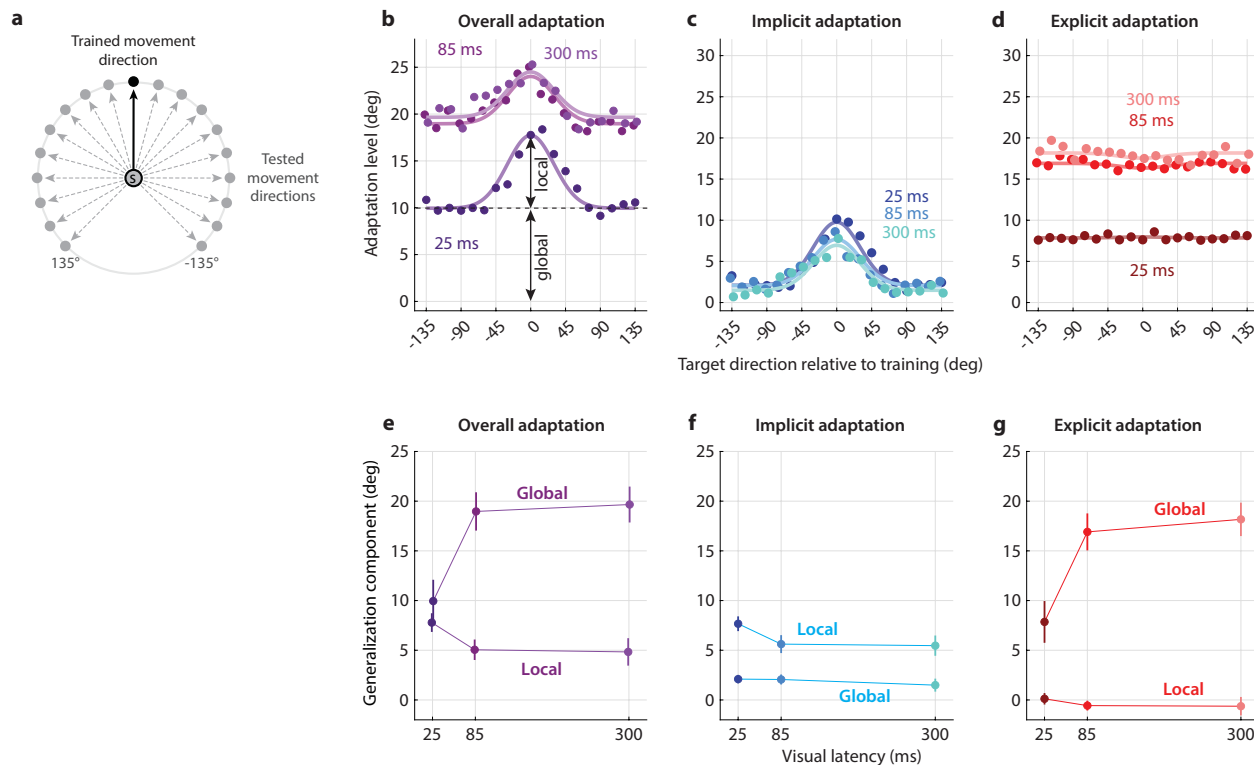 a
Trained movement
direction
S
Tested
movement
directions
135°
-135°
b
Overall adaptation
85 ms
300 ms
25 ms
local
global
Adaptation level (deg)
25
20
15
10
5
0
-135
-90
-45
0
45
90
135
c
Implicit adaptation
25 ms
85 ms
300 ms
30
25
20
15
10
5
0
-135
-90
-45
0
45
90
135
Target direction relative to training (deg)
d
Explicit adaptation
300 ms
85 ms
25 ms
30
25
20
15
10
5
0
-135
-90
-45
0
45
90
135
e
Overall adaptation
Global
Local
Generalization component (deg)
25
20
15
10
5
0
25
85
300
f
Implicit adaptation
Local
Global
25
20
15
10
5
0
25
85
300
Visual latency (ms)
g
Explicit adaptation
Global
Local
25
20
15
10
5
0
25
85
300